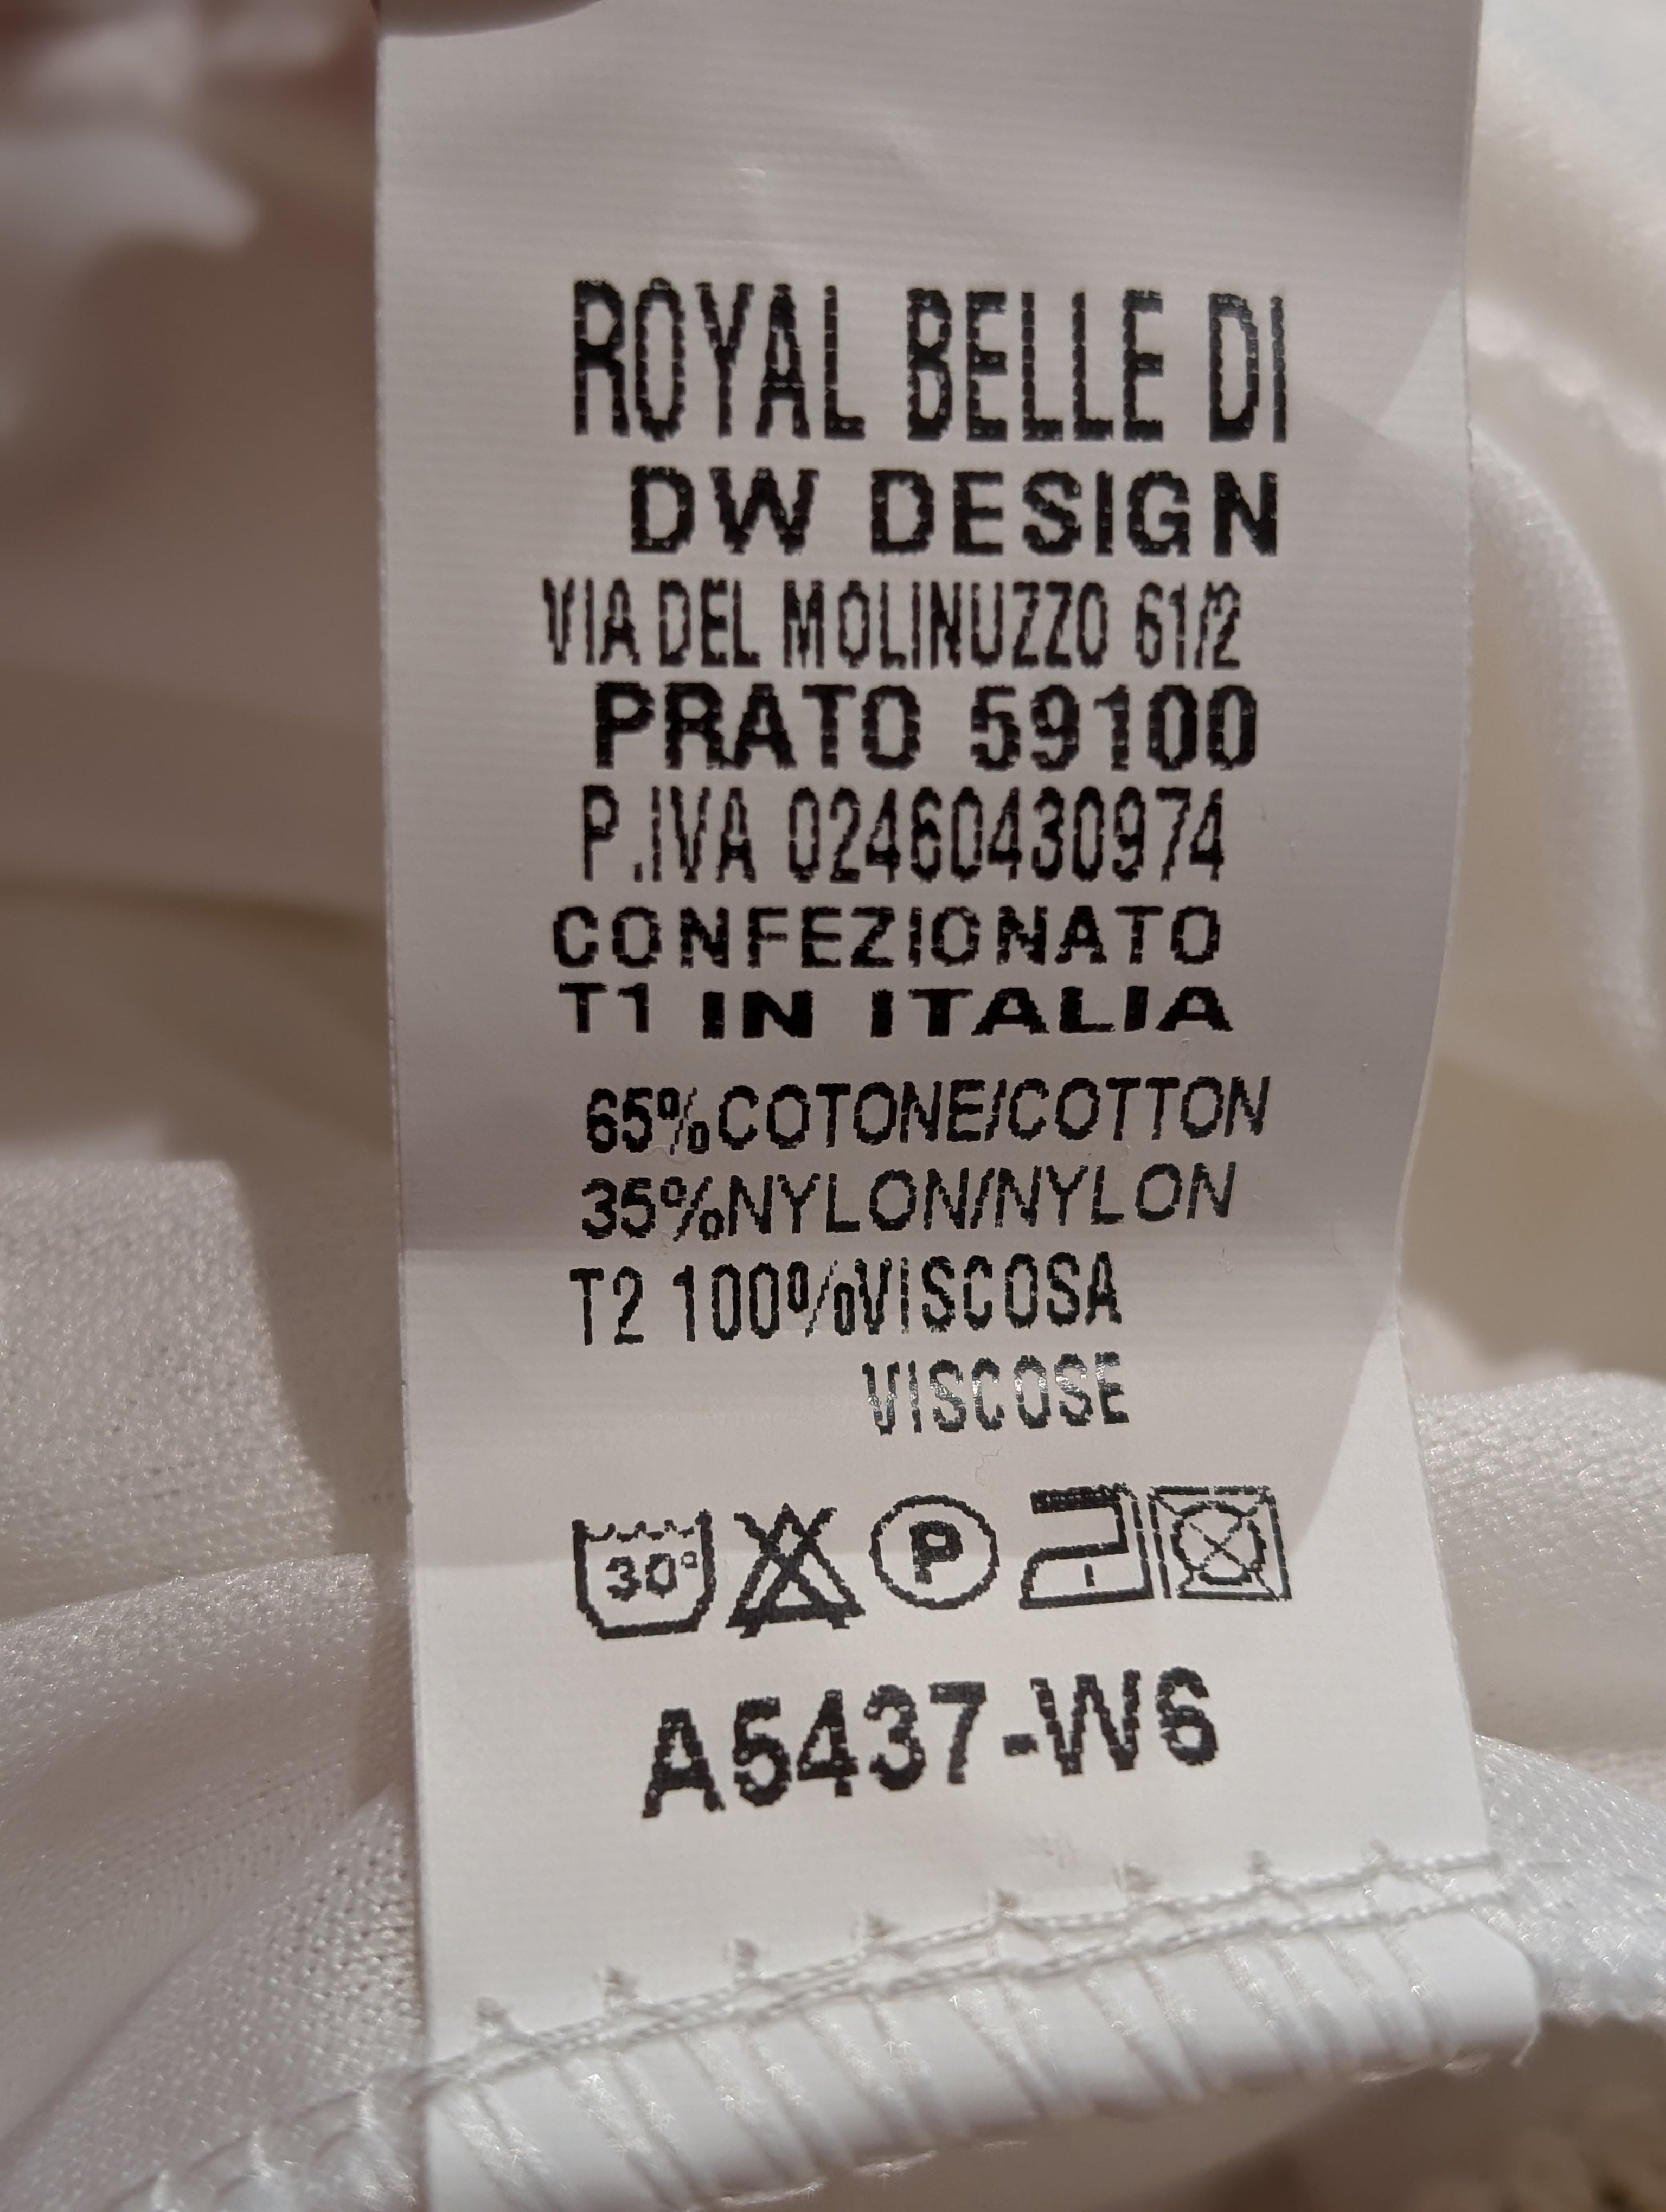 ROYAL BELLE DI
DW DESIGN
VIA DEL MOLINUZZO 61/2
PRATO 59100
P.IVA 02460430974
CONFEZIONATO
T1 IN ITALIA
65%COTONE/COTTON
35%NYLON/NYLON
T2 100%VISCOSA
VISCOSE
30° P
A5437-W6